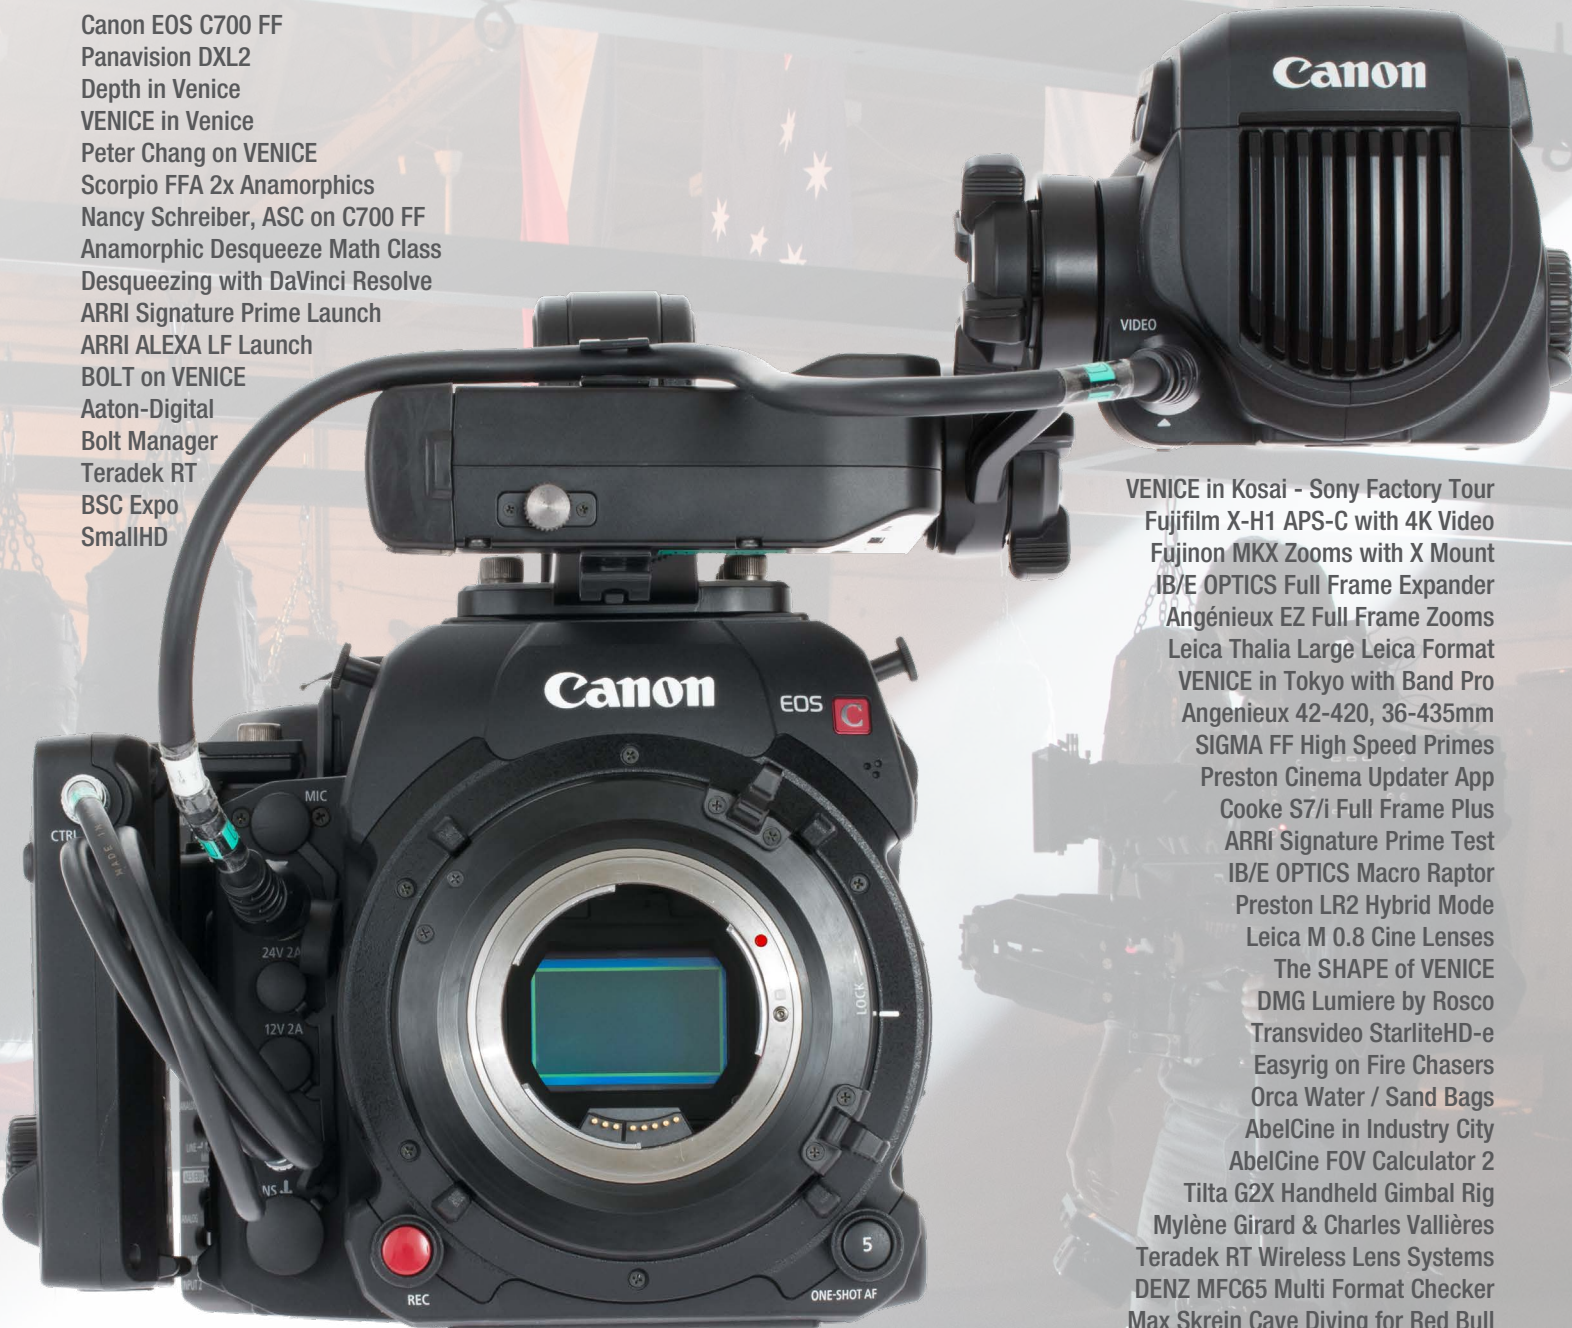 Canon EOS C700 FF
Panavision DXL2
Depth in Venice
VENICE in Venice
Peter Chang on VENICE
Scorpio FFA 2x Anamorphics
Nancy Schreiber, ASC on C700 FF
Anamorphic Desqueeze Math Class
Desqueezing with DaVinci Resolve
ARRI Signature Prime Launch
ARRI ALEXA LF Launch
BOLT on VENICE
Aaton-Digital
Bolt Manager
Teradek RT
BSC Expo
SmallHD
Canon
VIDEO
VENICE in Kosai - Sony Factory Tour
Fujifilm X-H1 APS-C with 4K Video
Fujinon MKX Zooms with X Mount
IB/E OPTICS Full Frame Expander
Angénieux EZ Full Frame Zooms
Leica Thalia Large Leica Format
VENICE in Tokyo with Band Pro
Angenieux 42-420, 36-435mm
SIGMA FF High Speed Primes
Preston Cinema Updater App
Cooke S7/i Full Frame Plus
ARRI Signature Prime Test
IB/E OPTICS Macro Raptor
Preston LR2 Hybrid Mode
Leica M 0.8 Cine Lenses
The SHAPE of VENICE
DMG Lumiere by Rosco
Transvideo StarliteHD-e
Easyrig on Fire Chasers
Orca Water / Sand Bags
AbelCine in Industry City
AbelCine FOV Calculator 2
Tilta G2X Handheld Gimbal Rig
Mylène Girard & Charles Vallières
Teradek RT Wireless Lens Systems
DENZ MFC65 Multi Format Checker
Max Skrein Cave Diving for Red Bull
Canon
EOS C
MIC
CTRL
MADE IN
24V 2A
12V 2A
LOCK
REC
5
ONE-SHOT AF